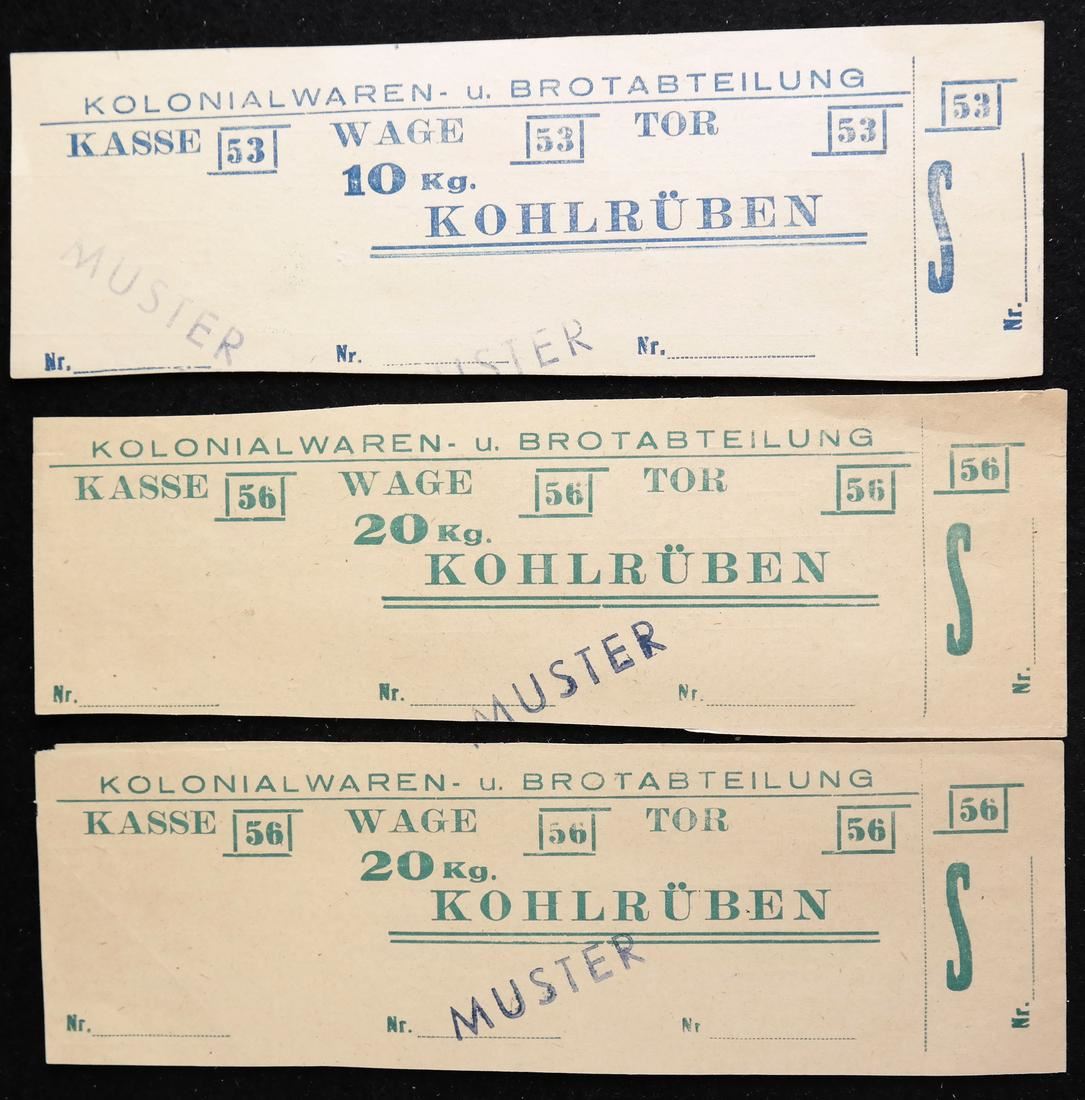 KOLONIALWAREN- u. BROTABTEILUNG
KASSE 53 WAGE 53 TOR 53 53
10 Kg.
KOHLRÜBEN
S
MUSTER
MUSTER
Nr. Nr. Nr. Nr.
KOLONIALWAREN- u. BROTABTEILUNG
KASSE 56 WAGE 56 TOR 56 56
20 Kg.
KOHLRÜBEN
S
MUSTER
Nr. Nr. Nr. Nr.
KOLONIALWAREN- u. BROTABTEILUNG
KASSE 56 WAGE 56 TOR 56 56
20 Kg.
KOHLRÜBEN
S
MUSTER
Nr. Nr. Nr Nr.